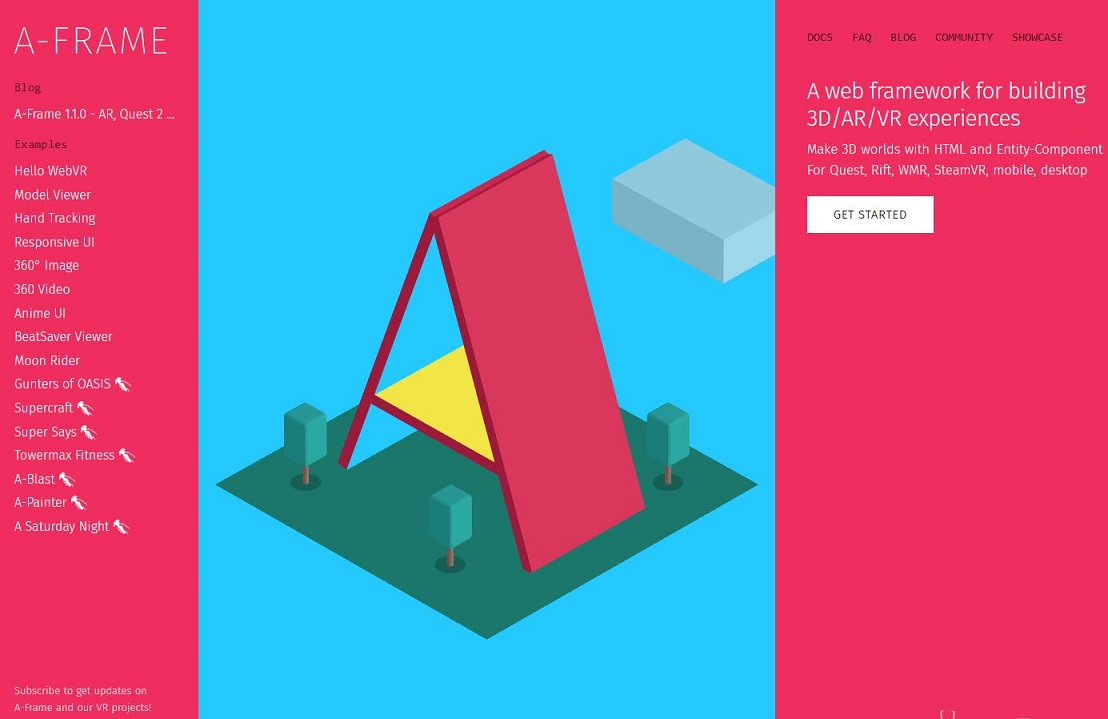 A-FRAME
Blog
A-Frame 1.1.0 - AR, Quest 2 ...
Examples
Hello WebVR
Model Viewer
Hand Tracking
Responsive UI
360° Image
360 Video
Anime UI
BeatSaver Viewer
Moon Rider
Gunters of OASIS
Supercraft
Super Says
Towermax Fitness
A-Blast
A-Painter
A Saturday Night
Subscribe to get updates on
A-Frame and our VR projects!
DOCS FAQ BLOG COMMUNITY SHOWCASE
A web framework for building
3D/AR/VR experiences
Make 3D worlds with HTML and Entity-Component
For Quest, Rift, WMR, SteamVR, mobile, desktop
GET STARTED